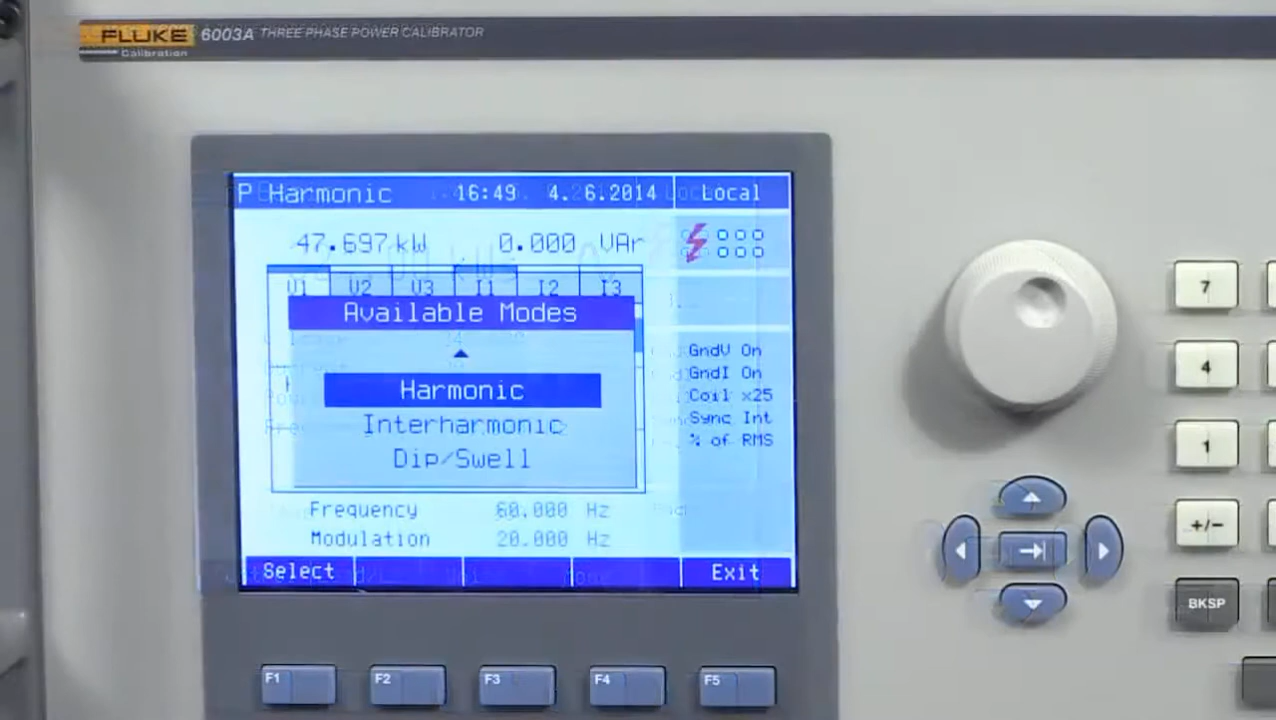 FLUKE 6003A THREE PHASE POWER CALIBRATOR
Calibration
P Harmonic 16:49 4.6.2014 Local
47.697 kW 0.000 VAr
U1 U2 U3 I1 I2 I3
Available Modes
Harmonic
Interharmonic
Dip/Swell
GndV On
GndI On
Coil x25
Sync Int
% of RMS
Frequency 60.000 Hz
Modulation 20.000 Hz
Select Exit
F1 F2 F3 F4 F5
7
4
1
+/-
BKSP